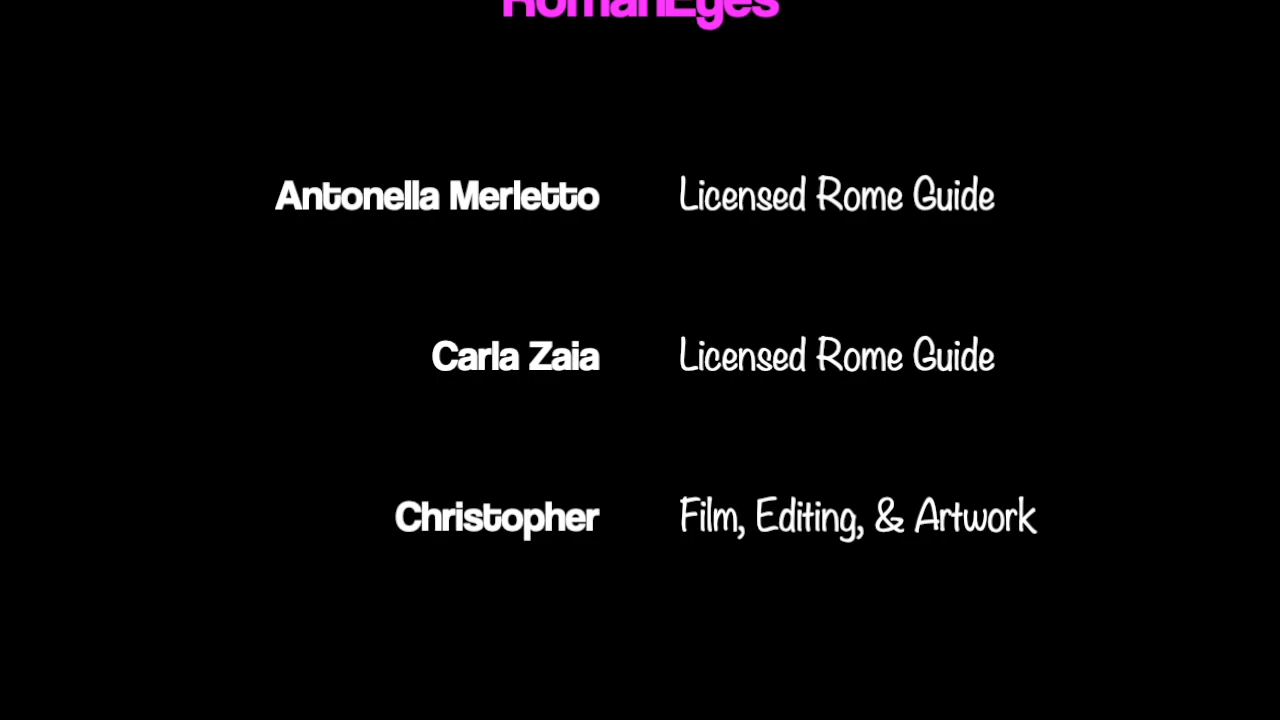 RomanEyes
Antonella Merletto Licensed Rome Guide
Carla Zaia Licensed Rome Guide
Christopher Film, Editing, & Artwork